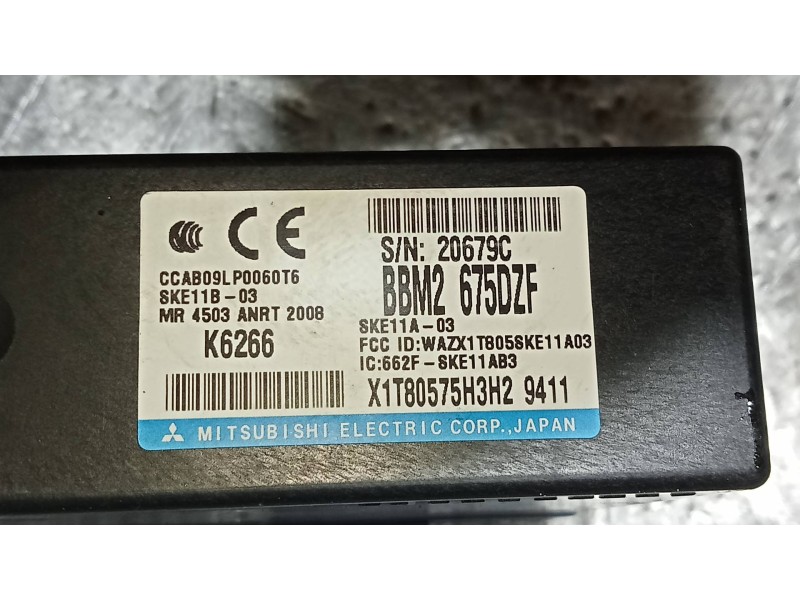 CE
CCAB09LP0060T6
SKE11B-03
MR 4503 ANRT 2008
K6266
S/N: 20679C
BBM2 675DZF
SKE11A-03
FCC ID:WAZX1T805SKE11A03
IC:662F-SKE11AB3
X1T80575H3H2 9411
MITSUBISHI ELECTRIC CORP.,JAPAN